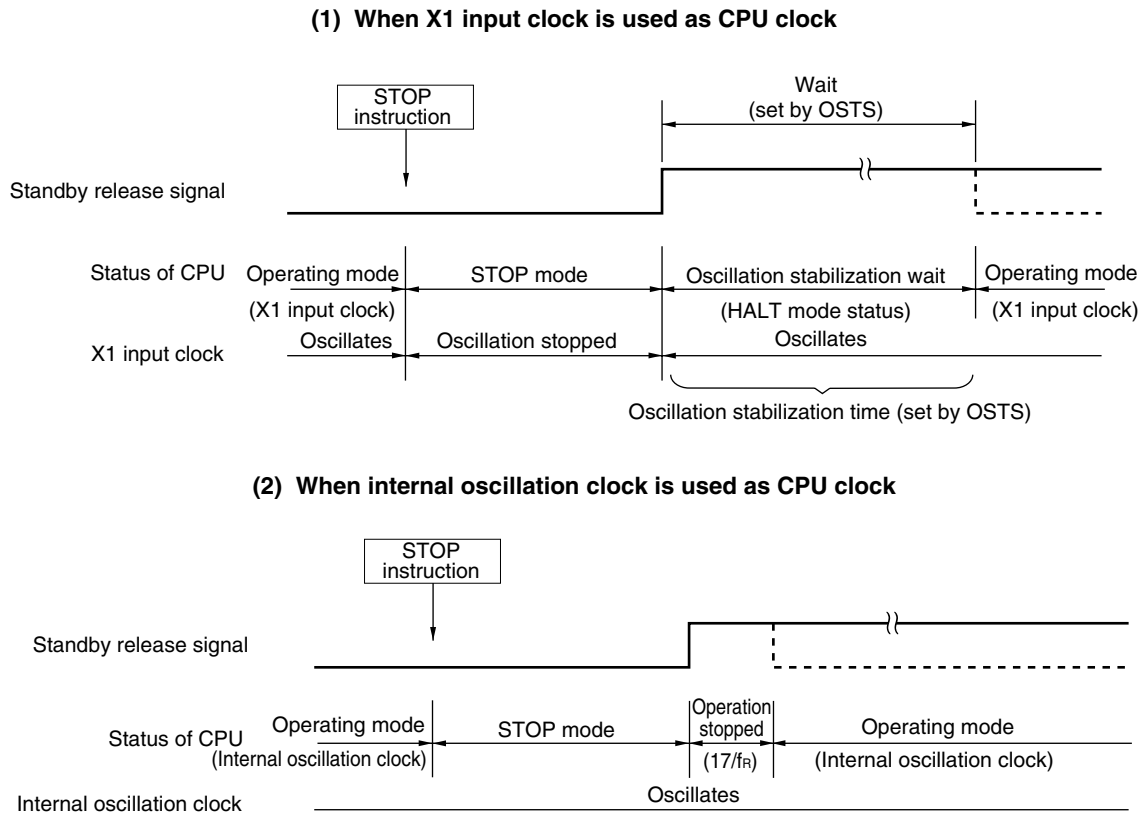 (1) When X1 input clock is used as CPU clock
STOP
instruction
Wait
(set by OSTS)
Standby release signal
Status of CPU
Operating mode
(X1 input clock)
STOP mode
Oscillation stabilization wait
(HALT mode status)
Operating mode
(X1 input clock)
X1 input clock
Oscillates
Oscillation stopped
Oscillates
Oscillation stabilization time (set by OSTS)
(2) When internal oscillation clock is used as CPU clock
STOP
instruction
Standby release signal
Status of CPU
Operating mode
(Internal oscillation clock)
STOP mode
Operation
stopped
(17/fR)
Operating mode
(Internal oscillation clock)
Internal oscillation clock
Oscillates